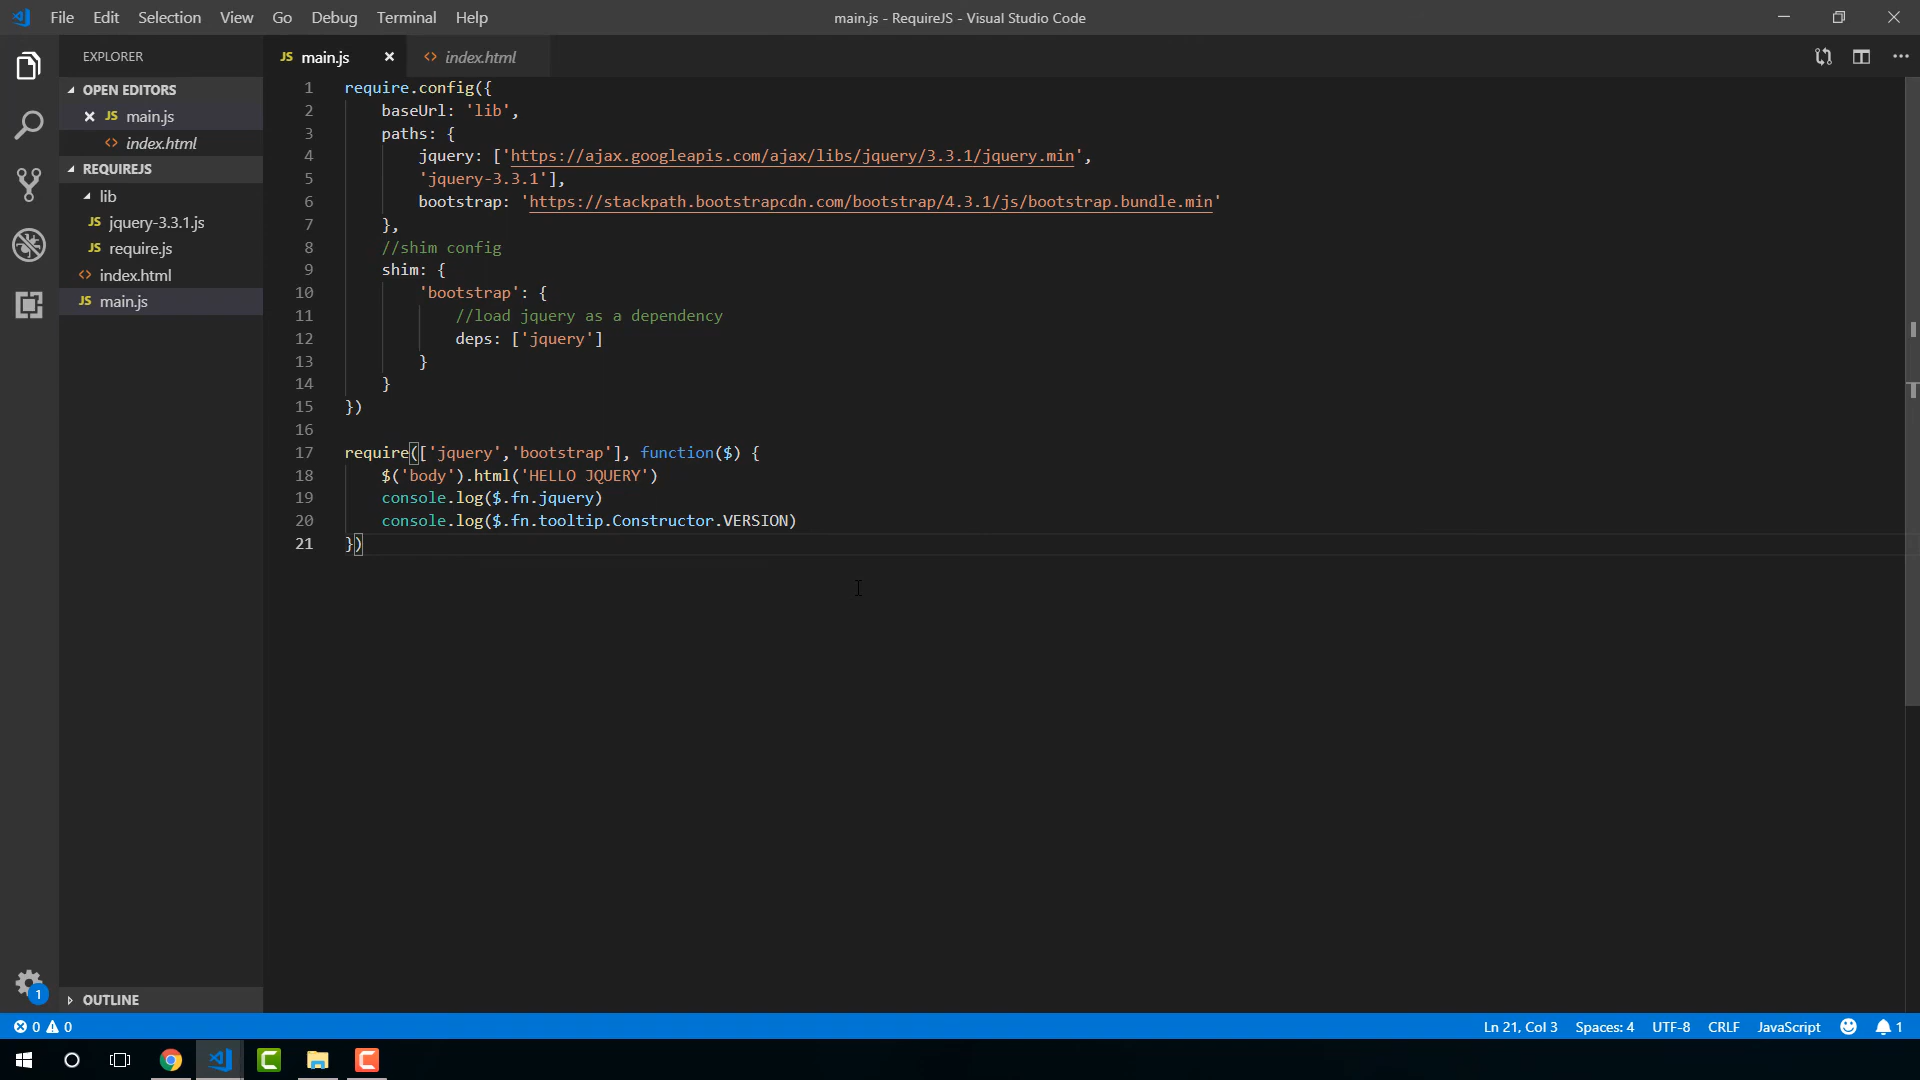 File Edit Selection View Go Debug Terminal Help
main.js - RequireJS - Visual Studio Code
EXPLORER
OPEN EDITORS
JS main.js
<> index.html
REQUIREJS
lib
JS jquery-3.3.1.js
JS require.js
<> index.html
JS main.js
OUTLINE
1
JS main.js
<> index.html
1 require.config({
2 baseUrl: 'lib',
3 paths: {
4 jquery: ['https://ajax.googleapis.com/ajax/libs/jquery/3.3.1/jquery.min',
5 'jquery-3.3.1'],
6 bootstrap: 'https://stackpath.bootstrapcdn.com/bootstrap/4.3.1/js/bootstrap.bundle.min'
7 },
8 //shim config
9 shim: {
10 'bootstrap': {
11 //load jquery as a dependency
12 deps: ['jquery']
13 }
14 }
15 })
16
17 require(['jquery','bootstrap'], function($) {
18 $('body').html('HELLO JQUERY')
19 console.log($.fn.jquery)
20 console.log($.fn.tooltip.Constructor.VERSION)
21 })
0 0
Ln 21, Col 3 Spaces: 4 UTF-8 CRLF JavaScript 1